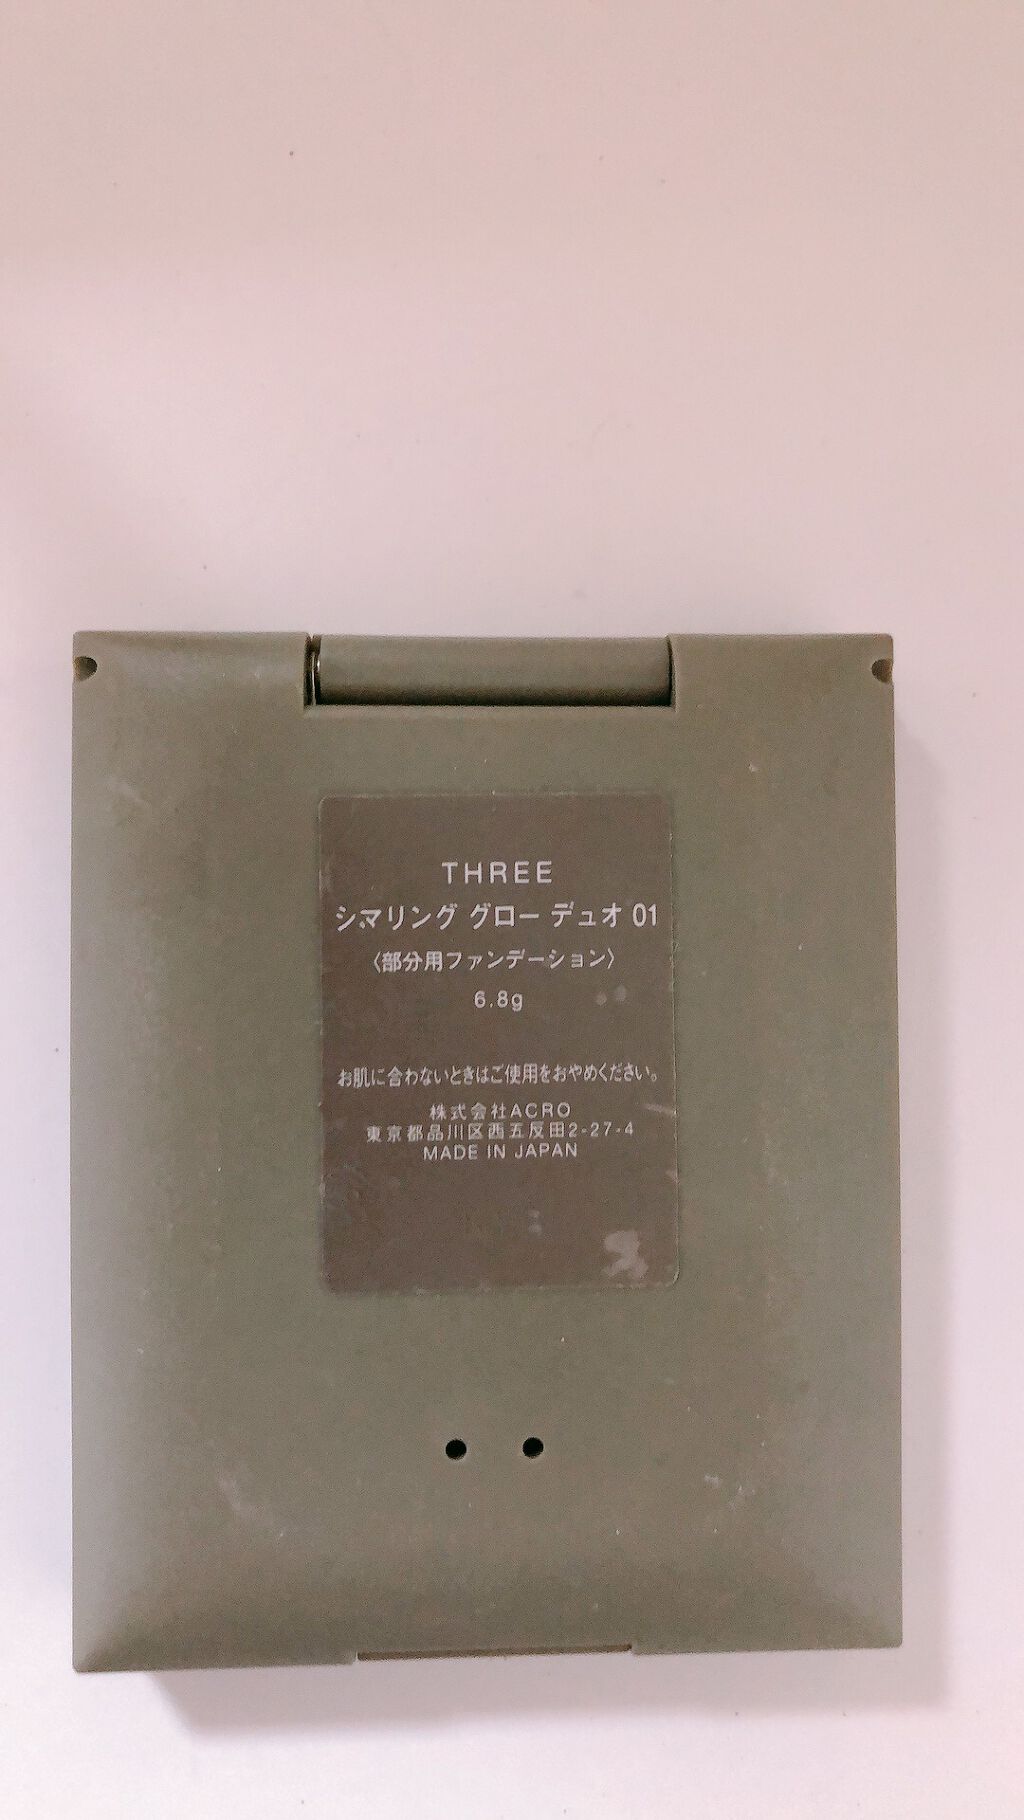 THREE
シマリング グロー デュオ 01
〈部分用ファンデーション〉
6.8g
お肌に合わないときはご使用をおやめください。
株式会社ACRO
東京都品川区西五反田2-27-4
MADE IN JAPAN